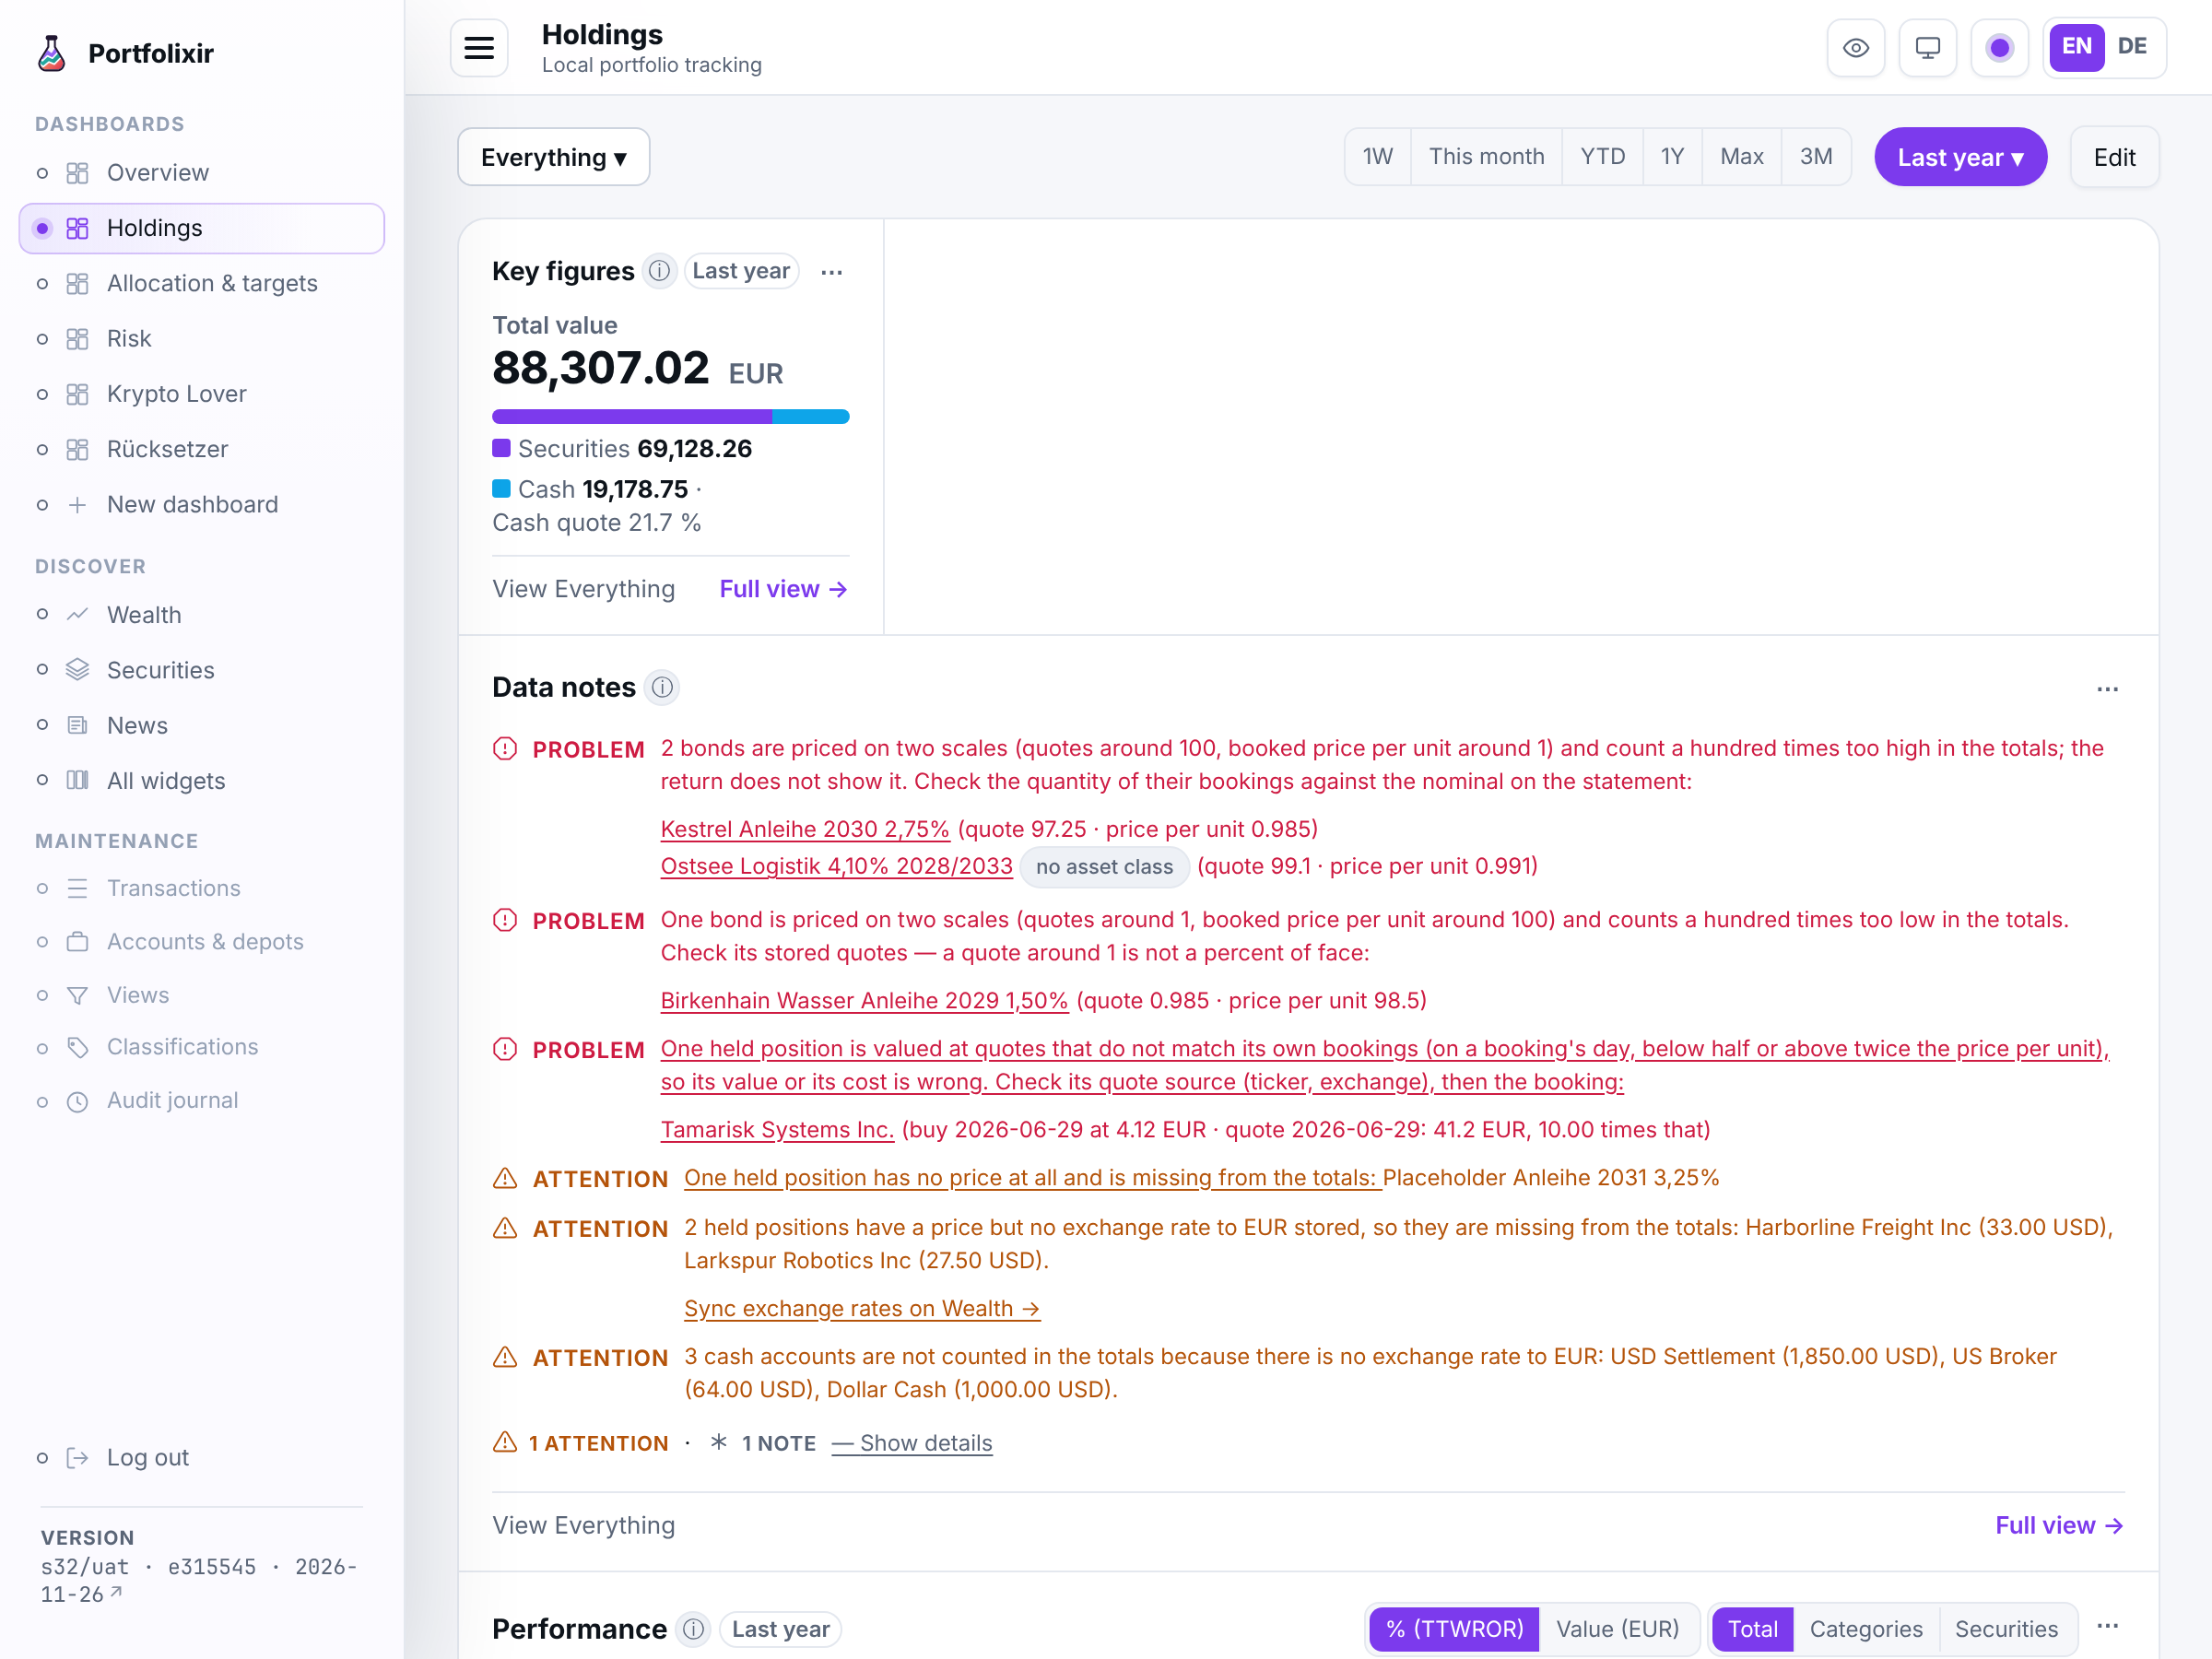 Portfolixir
DASHBOARDS
Overview
Holdings
Allocation & targets
Risk
Krypto Lover
Rücksetzer
New dashboard
DISCOVER
Wealth
Securities
News
All widgets
MAINTENANCE
Transactions
Accounts & depots
Views
Classifications
Audit journal
Log out
VERSION
s32/uat · e315545 · 2026-
11-26↗
Holdings
Local portfolio tracking
EN DE
Everything ▾
1W This month YTD 1Y Max 3M Last year ▾ Edit
Key figures ⓘ Last year ...
Total value
88,307.02 EUR
Securities 69,128.26
Cash 19,178.75 ·
Cash quote 21.7 %
View Everything Full view →
Data notes ⓘ ...
PROBLEM 2 bonds are priced on two scales (quotes around 100, booked price per unit around 1) and count a hundred times too high in the totals; the
return does not show it. Check the quantity of their bookings against the nominal on the statement:
Kestrel Anleihe 2030 2,75% (quote 97.25 · price per unit 0.985)
Ostsee Logistik 4,10% 2028/2033 no asset class (quote 99.1 · price per unit 0.991)
PROBLEM One bond is priced on two scales (quotes around 1, booked price per unit around 100) and counts a hundred times too low in the totals.
Check its stored quotes — a quote around 1 is not a percent of face:
Birkenhain Wasser Anleihe 2029 1,50% (quote 0.985 · price per unit 98.5)
PROBLEM One held position is valued at quotes that do not match its own bookings (on a booking's day, below half or above twice the price per unit),
so its value or its cost is wrong. Check its quote source (ticker, exchange), then the booking:
Tamarisk Systems Inc. (buy 2026-06-29 at 4.12 EUR · quote 2026-06-29: 41.2 EUR, 10.00 times that)
ATTENTION One held position has no price at all and is missing from the totals: Placeholder Anleihe 2031 3,25%
ATTENTION 2 held positions have a price but no exchange rate to EUR stored, so they are missing from the totals: Harborline Freight Inc (33.00 USD),
Larkspur Robotics Inc (27.50 USD).
Sync exchange rates on Wealth →
ATTENTION 3 cash accounts are not counted in the totals because there is no exchange rate to EUR: USD Settlement (1,850.00 USD), US Broker
(64.00 USD), Dollar Cash (1,000.00 USD).
1 ATTENTION · 1 NOTE — Show details
View Everything Full view →
Performance ⓘ Last year % (TTWROR) Value (EUR) Total Categories Securities ...